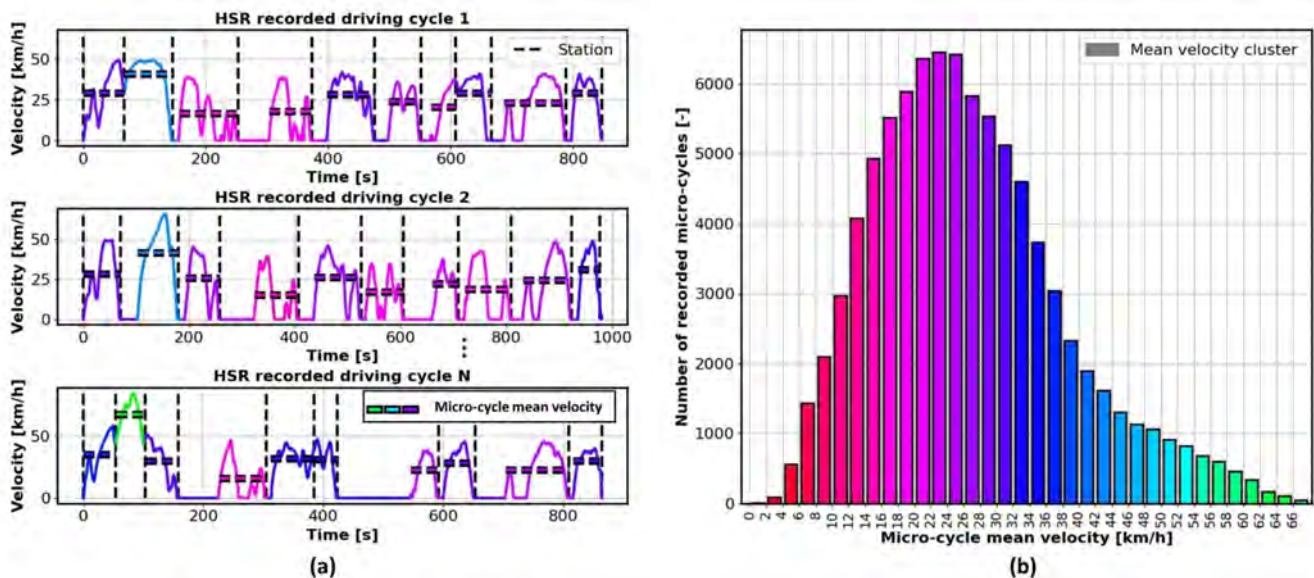 HSR recorded driving cycle 1
Velocity [km/h]
50
25
0
Station
0 200 400 600 800
Time [s]
HSR recorded driving cycle 2
Velocity [km/h]
50
25
0
0 200 400 600 800 1000
Time [s]
HSR recorded driving cycle N
Velocity [km/h]
50
0
Micro-cycle mean velocity
0 200 400 600 800
Time [s]
(a)
Number of recorded micro-cycles [-]
6000
5000
4000
3000
2000
1000
0
Mean velocity cluster
0 2 4 6 8 10 12 14 16 18 20 22 24 26 28 30 32 34 36 38 40 42 44 46 48 50 52 54 56 58 60 62 64 66
Micro-cycle mean velocity [km/h]
(b)